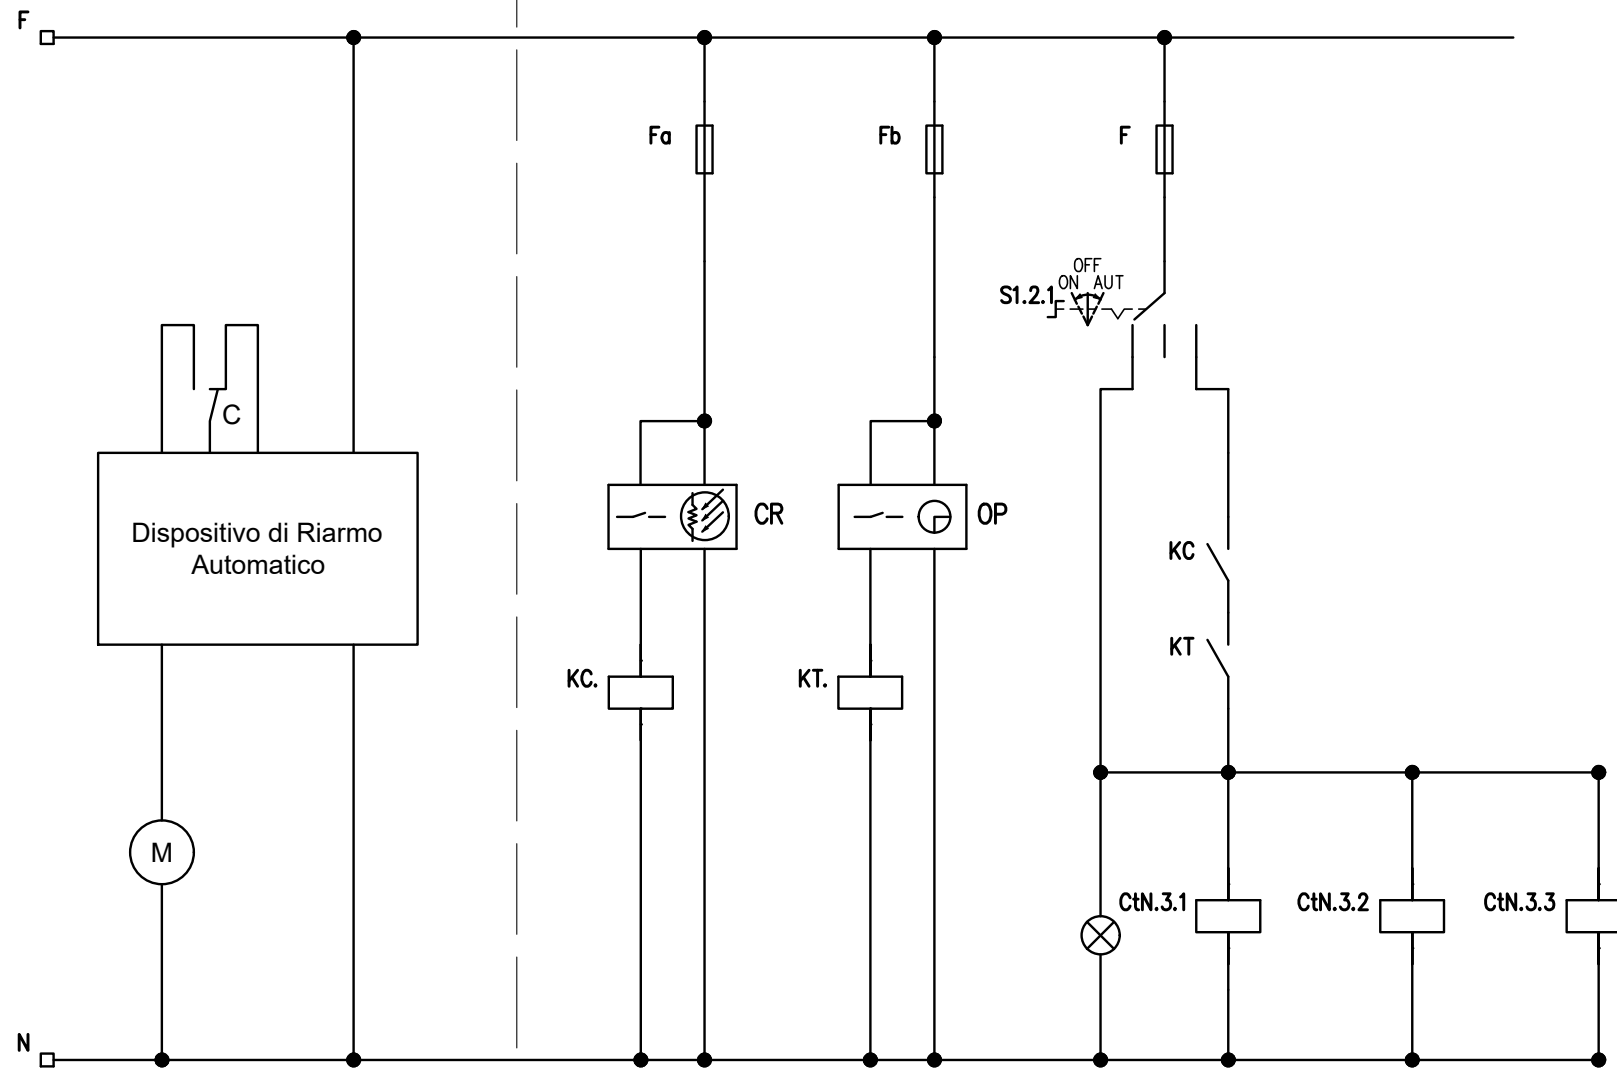 F
Fa
Fb
F
OFF
ON AUT
S1.2.1
C
Dispositivo di Riarmo
Automatico
CR
OP
KC
KT
KC.
KT.
M
CtN.3.1
CtN.3.2
CtN.3.3
N